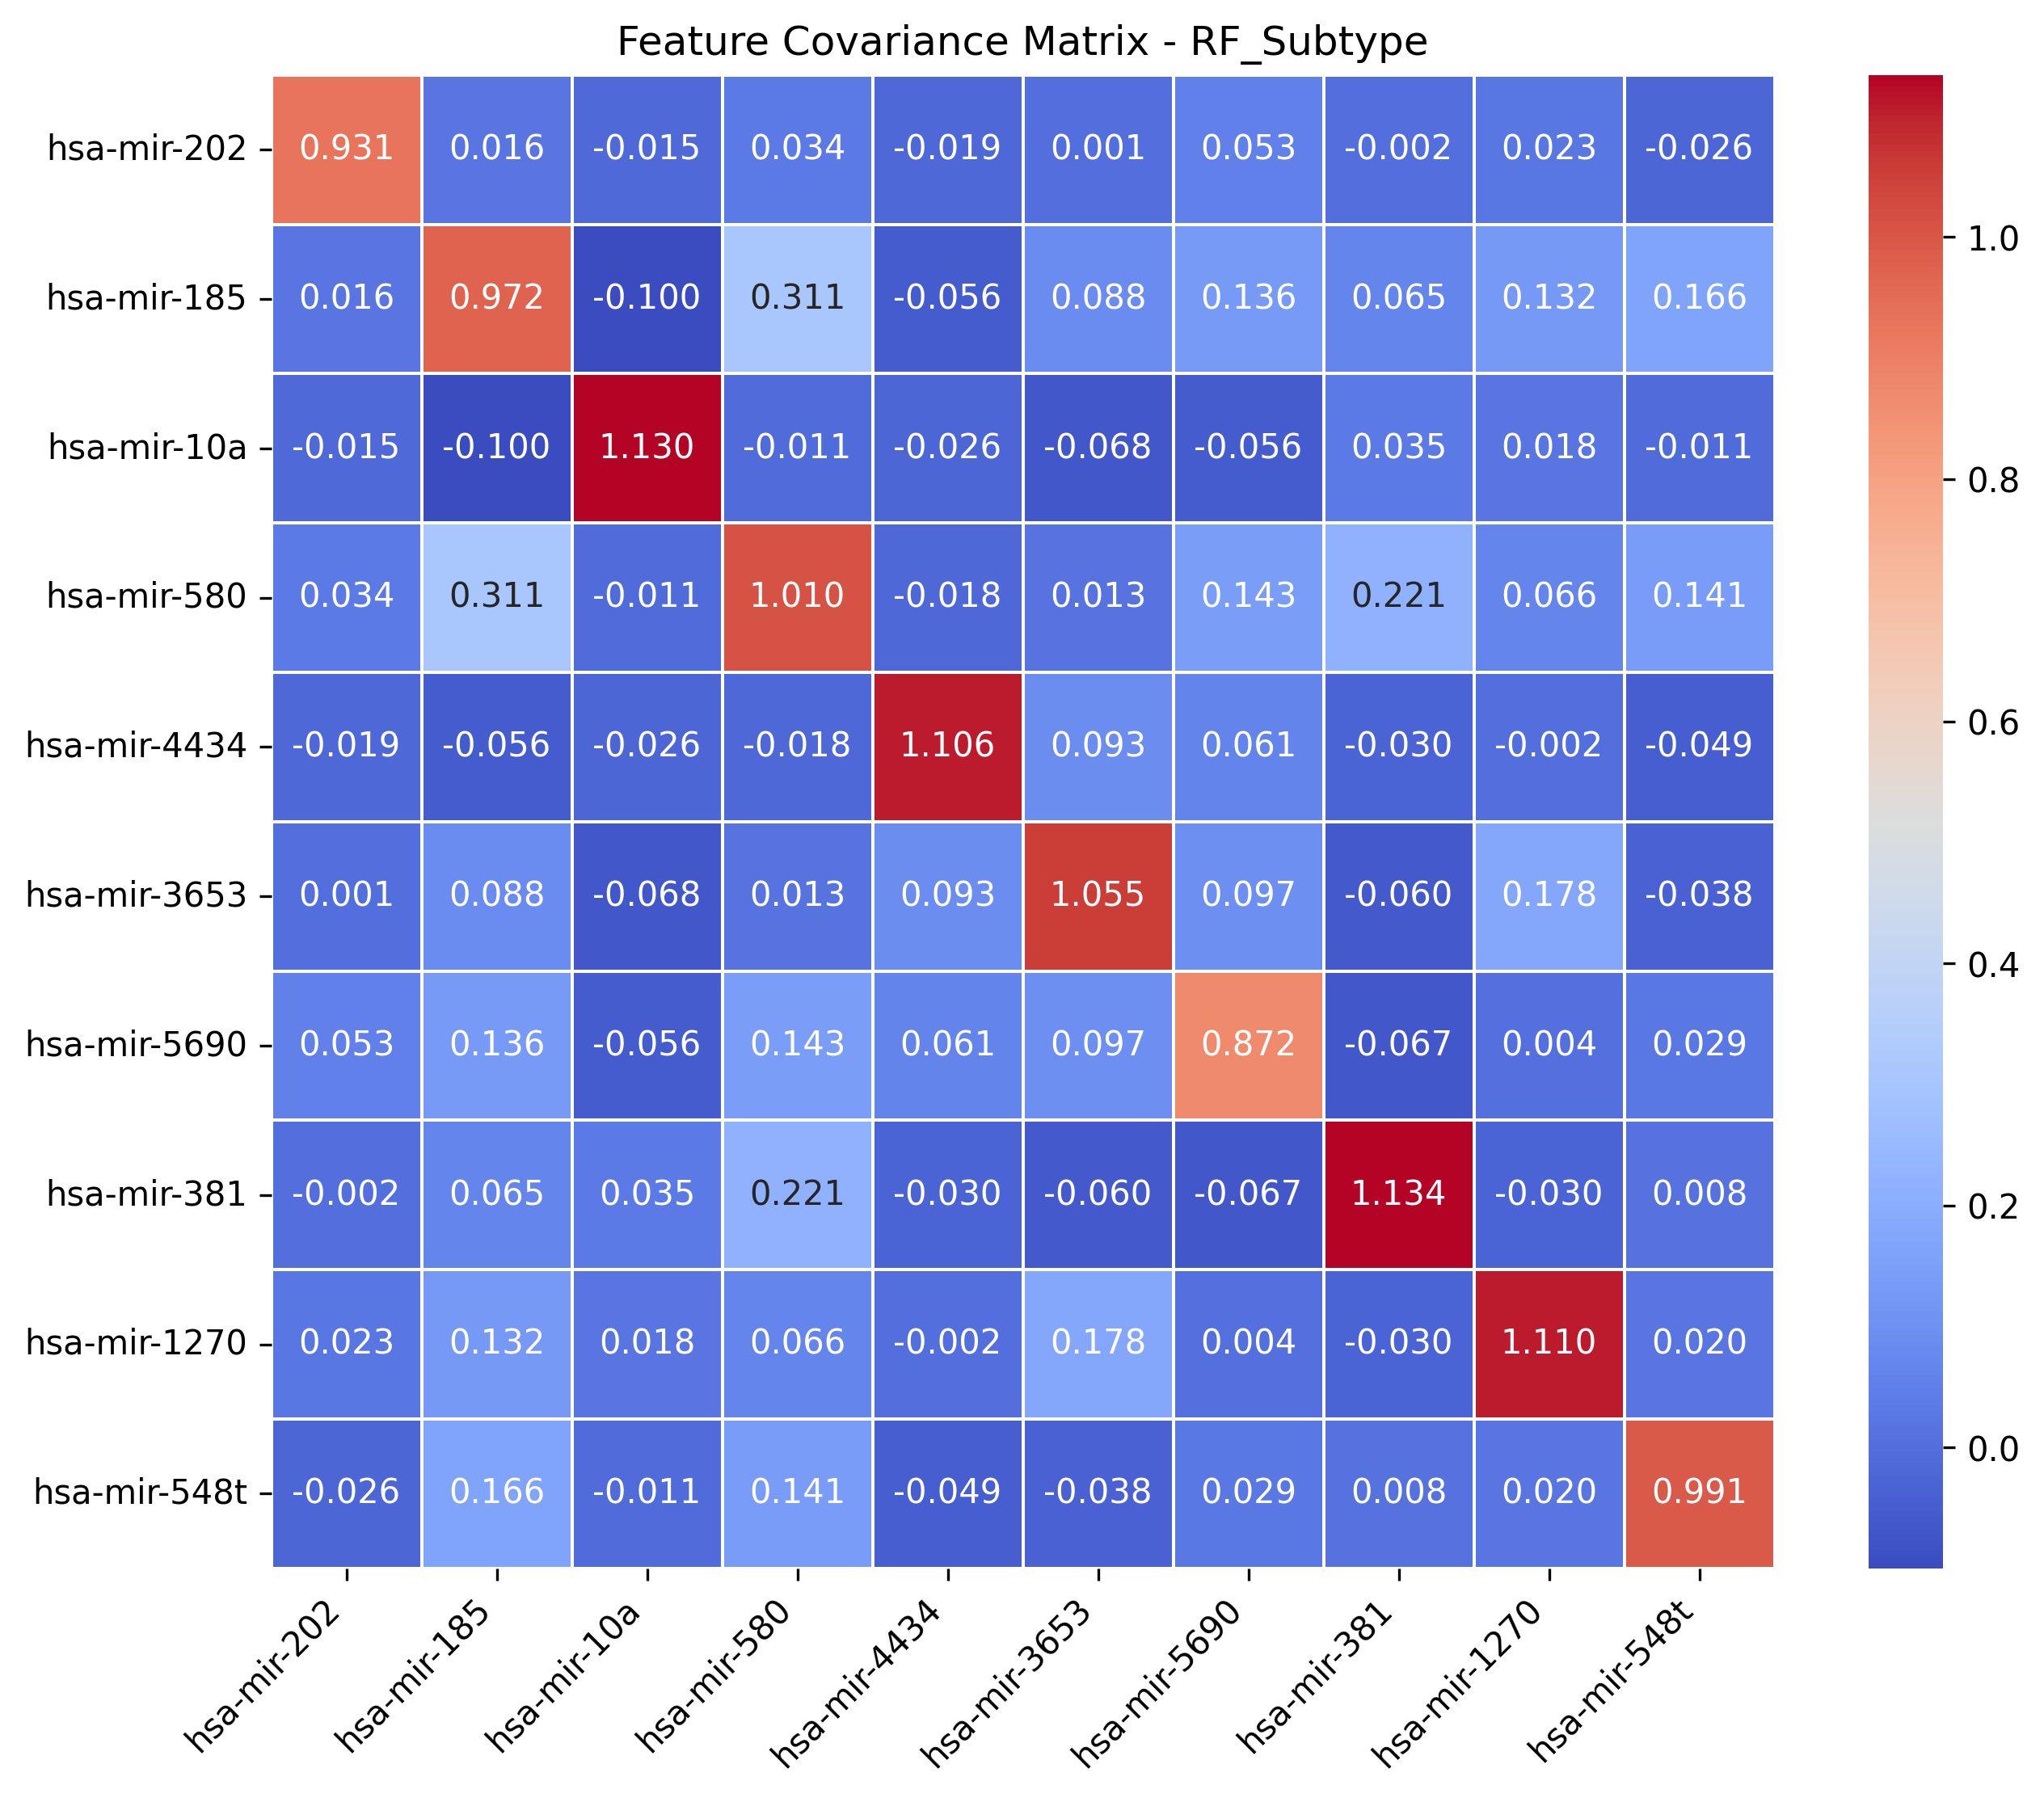 Feature Covariance Matrix - RF_Subtype
hsa-mir-202 0.931 0.016 -0.015 0.034 -0.019 0.001 0.053 -0.002 0.023 -0.026
hsa-mir-185 0.016 0.972 -0.100 0.311 -0.056 0.088 0.136 0.065 0.132 0.166
hsa-mir-10a -0.015 -0.100 1.130 -0.011 -0.026 -0.068 -0.056 0.035 0.018 -0.011
hsa-mir-580 0.034 0.311 -0.011 1.010 -0.018 0.013 0.143 0.221 0.066 0.141
hsa-mir-4434 -0.019 -0.056 -0.026 -0.018 1.106 0.093 0.061 -0.030 -0.002 -0.049
hsa-mir-3653 0.001 0.088 -0.068 0.013 0.093 1.055 0.097 -0.060 0.178 -0.038
hsa-mir-5690 0.053 0.136 -0.056 0.143 0.061 0.097 0.872 -0.067 0.004 0.029
hsa-mir-381 -0.002 0.065 0.035 0.221 -0.030 -0.060 -0.067 1.134 -0.030 0.008
hsa-mir-1270 0.023 0.132 0.018 0.066 -0.002 0.178 0.004 -0.030 1.110 0.020
hsa-mir-548t -0.026 0.166 -0.011 0.141 -0.049 -0.038 0.029 0.008 0.020 0.991
hsa-mir-202 hsa-mir-185 hsa-mir-10a hsa-mir-580 hsa-mir-4434 hsa-mir-3653 hsa-mir-5690 hsa-mir-381 hsa-mir-1270 hsa-mir-548t
1.0
0.8
0.6
0.4
0.2
0.0